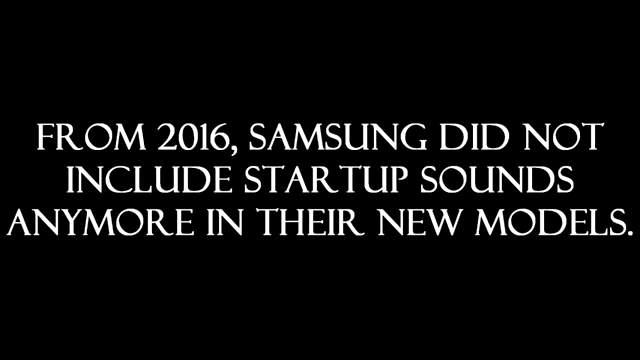 FROM 2016, SAMSUNG DID NOT
INCLUDE STARTUP SOUNDS
ANYMORE IN THEIR NEW MODELS.